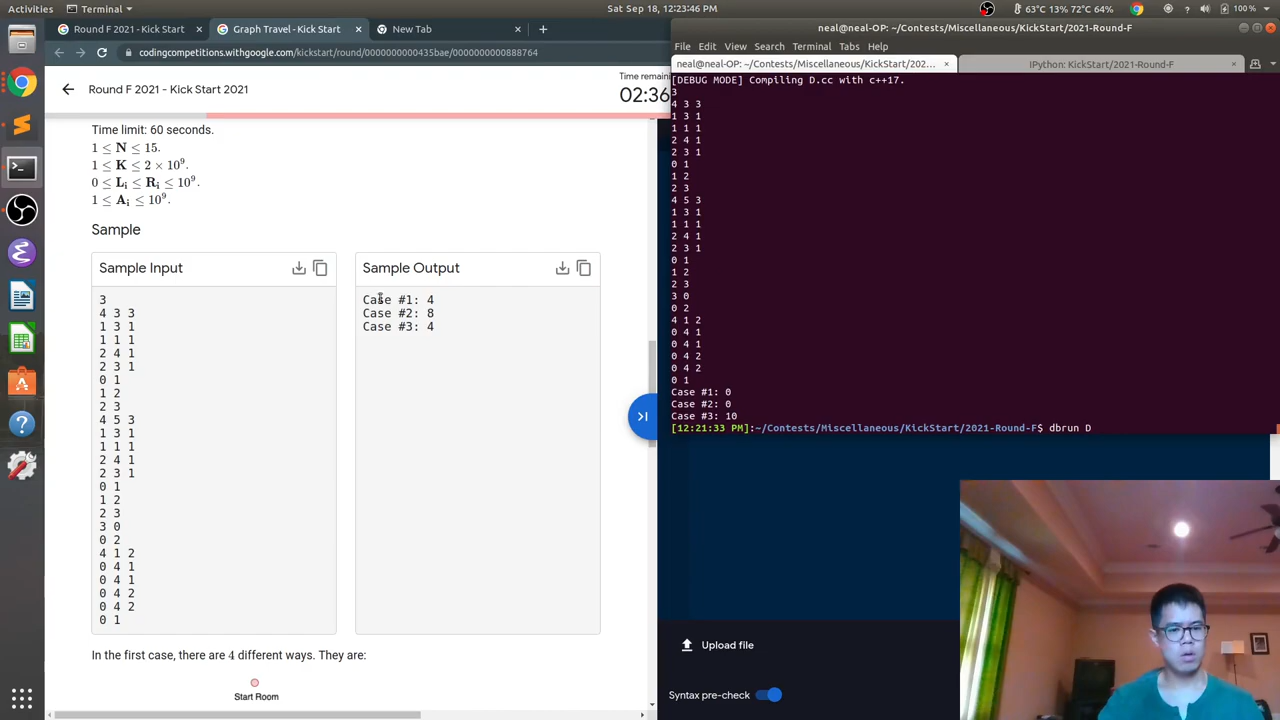 Activities
Terminal
Sat Sep 18, 12:23:46
63°C 13% 72°C 64%
100%
Round F 2021 - Kick Start
Graph Travel - Kick Start
New Tab
codingcompetitions.withgoogle.com/kickstart/round/0000000000435bae/0000000000888764
Round F 2021 - Kick Start 2021
Time remai
02:36
Time limit: 60 seconds.
1 ≤ N ≤ 15.
1 ≤ K ≤ 2 × 10⁹.
0 ≤ Lᵢ ≤ Rᵢ ≤ 10⁹.
1 ≤ Aᵢ ≤ 10⁹.
Sample
Sample Input
3
4 3 3
1 3 1
1 1 1
2 4 1
2 3 1
0 1
1 2
2 3
4 5 3
1 3 1
1 1 1
2 4 1
2 3 1
0 1
1 2
2 3
3 0
0 2
4 1 2
0 4 1
0 4 1
0 4 2
0 4 2
0 1
Sample Output
Case #1: 4
Case #2: 8
Case #3: 4
In the first case, there are 4 different ways. They are:
Start Room
neal@neal-OP: ~/Contests/Miscellaneous/KickStart/2021-Round-F
File Edit View Search Terminal Tabs Help
neal@neal-OP: ~/Contests/Miscellaneous/KickStart/202...
IPython: KickStart/2021-Round-F
[DEBUG MODE] Compiling D.cc with c++17.
3
4 3 3
1 3 1
1 1 1
2 4 1
2 3 1
0 1
1 2
2 3
4 5 3
1 3 1
1 1 1
2 4 1
2 3 1
0 1
1 2
2 3
3 0
0 2
4 1 2
0 4 1
0 4 1
0 4 2
0 4 2
0 1
Case #1: 0
Case #2: 0
Case #3: 10
[12:21:33 PM]:~/Contests/Miscellaneous/KickStart/2021-Round-F$ dbrun D
Upload file
Syntax pre-check